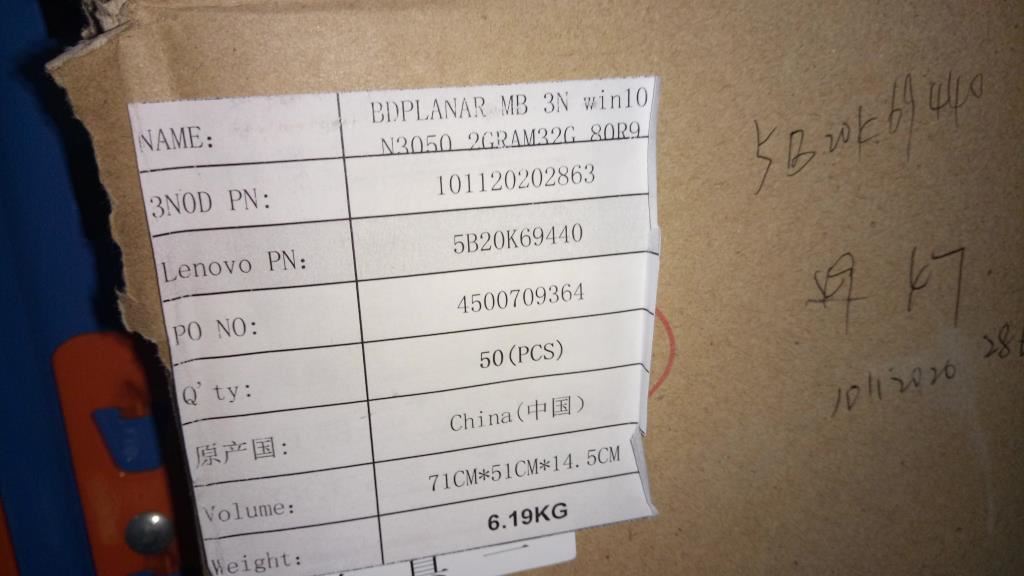 NAME: BDPLANAR MB 3N win10
N3050 2GRAM32G 80R9
3NOD PN: 101120202863
Lenovo PN: 5B20K69440
PO NO: 4500709364
Q'ty: 50(PCS)
原产国: China(中国)
Volume: 71CM*51CM*14.5CM
Weight: 6.19KG
5B20K69440
10112020 286